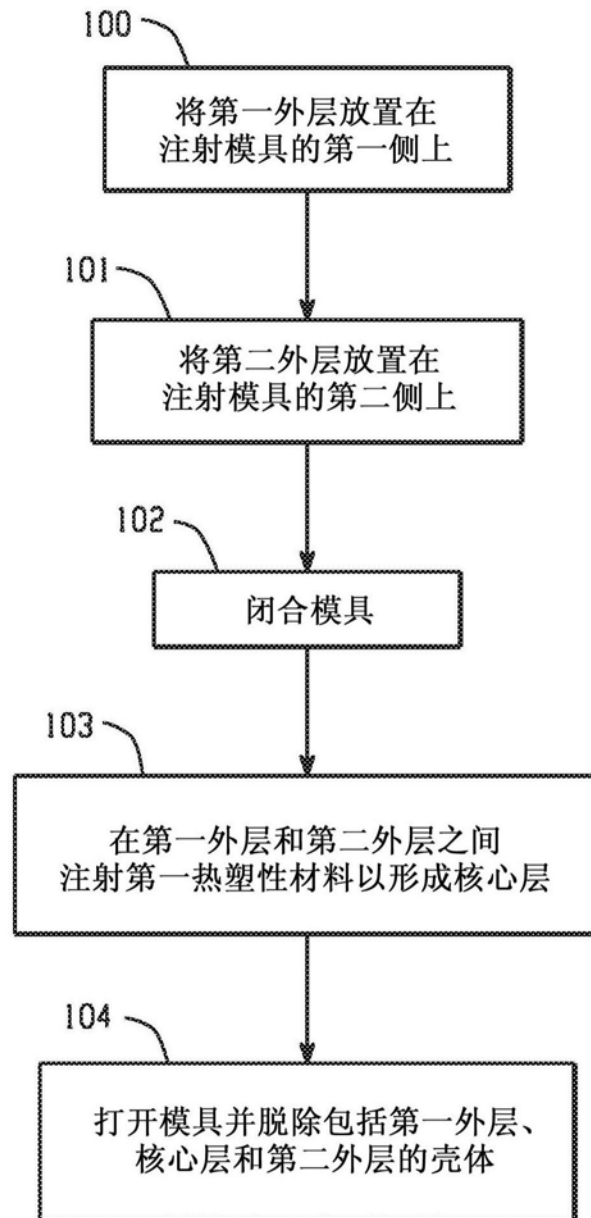 100
将第一外层放置在
注射模具的第一侧上
101
将第二外层放置在
注射模具的第二侧上
102
闭合模具
103
在第一外层和第二外层之间
注射第一热塑性材料以形成核心层
104
打开模具并脱除包括第一外层、
核心层和第二外层的壳体